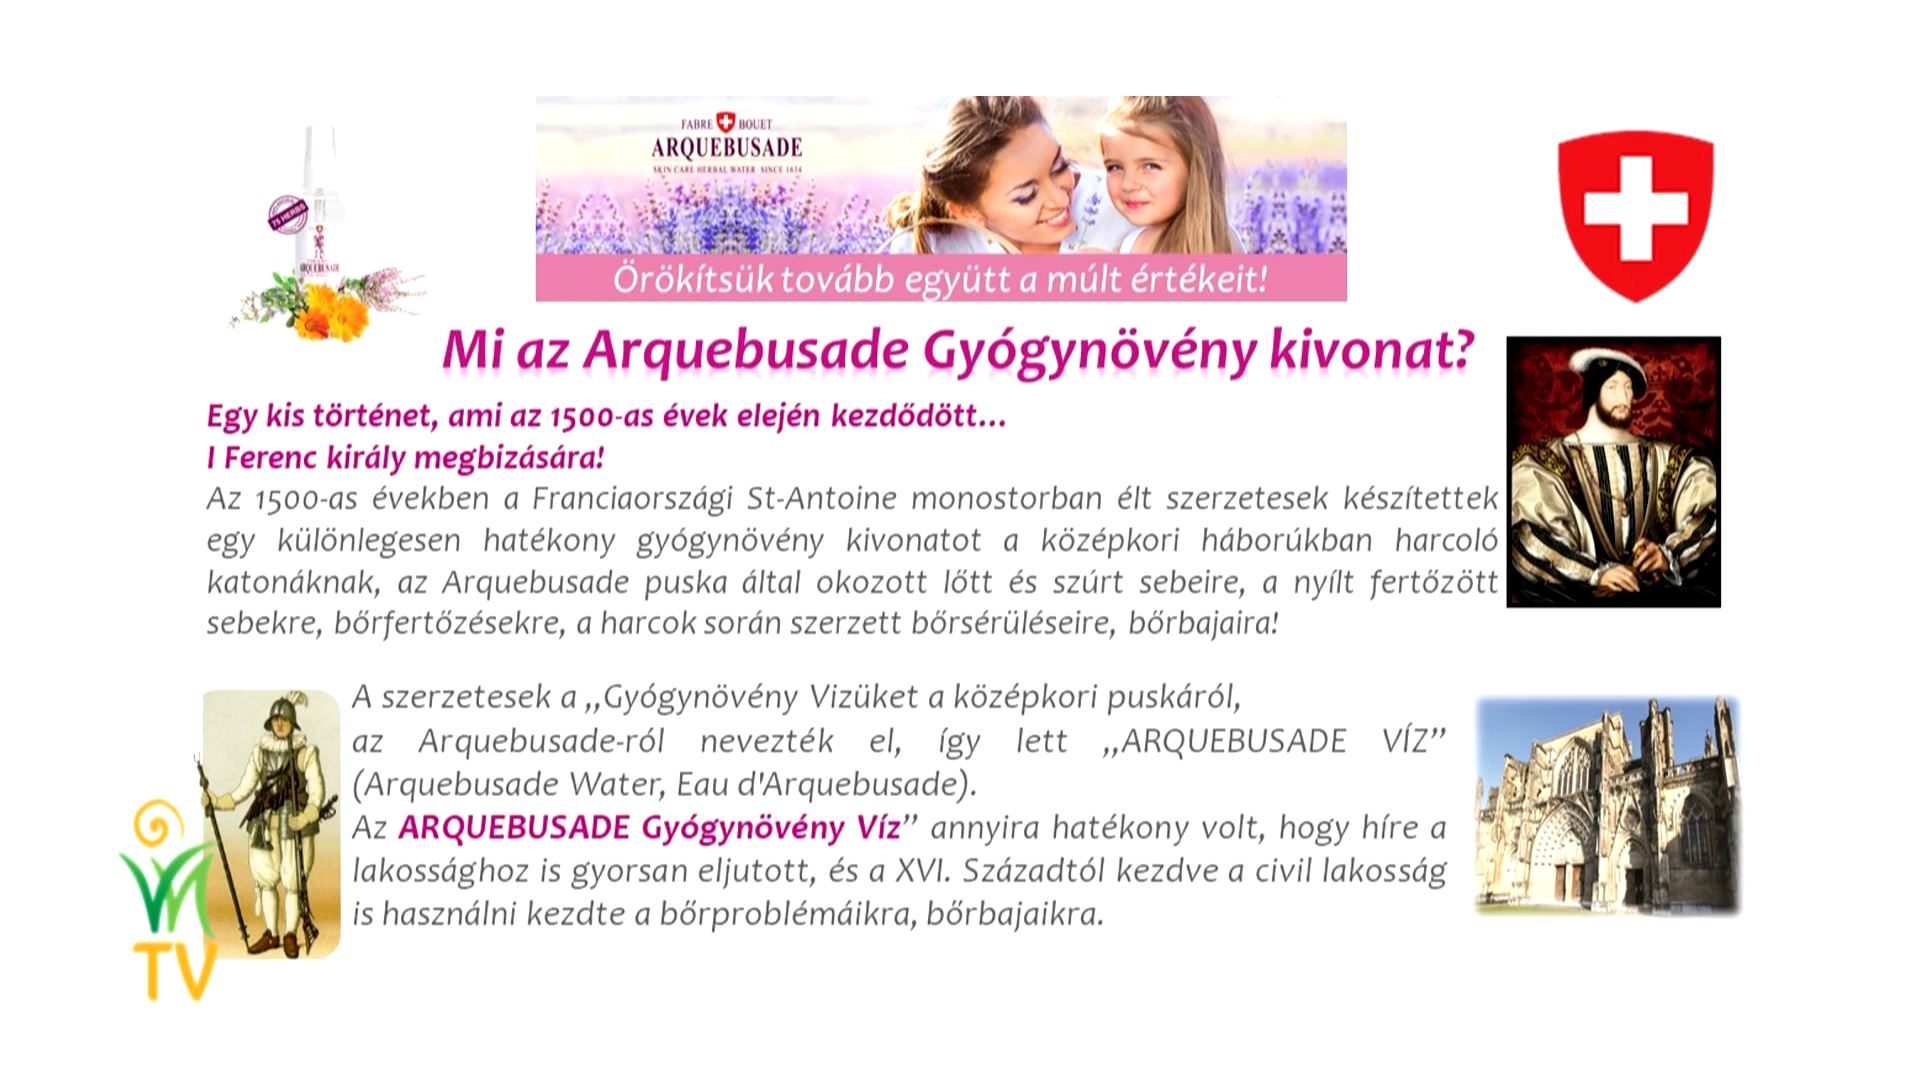 FABRE BOUET
ARQUEBUSADE
SKIN CARE HERBAL WATER SINCE 1634
75 HERBS
ARQUEBUSADE
Örökítsük tovább együtt a múlt értékeit!
Mi az Arquebusade Gyógynövény kivonat?
Egy kis történet, ami az 1500-as évek elején kezdődött...
I Ferenc király megbizására!
Az 1500-as években a Franciaországi St-Antoine monostorban élt szerzetesek készítettek
egy különlegesen hatékony gyógynövény kivonatot a középkori háborúkban harcoló
katonáknak, az Arquebusade puska által okozott lőtt és szúrt sebeire, a nyílt fertőzött
sebekre, bőrfertőzésekre, a harcok során szerzett bőrsérüléseire, bőrbajaira!
A szerzetesek a ,,Gyógynövény Vizüket a középkori puskáról,
az Arquebusade-ról nevezték el, így lett ,,ARQUEBUSADE VÍZ”
(Arquebusade Water, Eau d'Arquebusade).
Az ARQUEBUSADE Gyógynövény Víz” annyira hatékony volt, hogy híre a
lakossághoz is gyorsan eljutott, és a XVI. Századtól kezdve a civil lakosság
is használni kezdte a bőrproblémáikra, bőrbajaikra.
TV